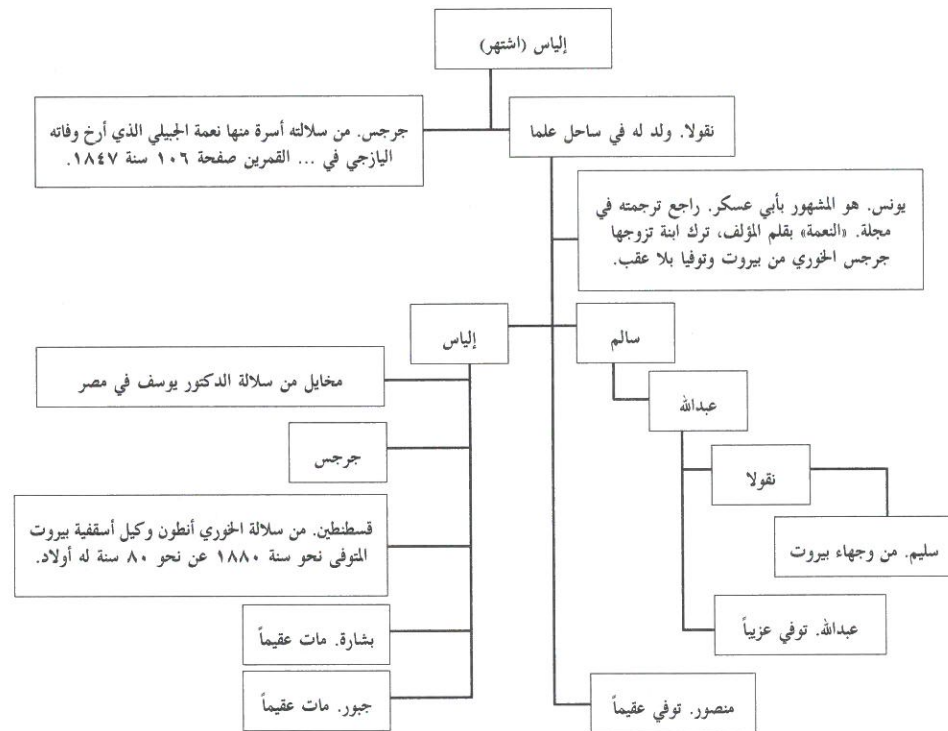 إلياس (اشتهر)
جرجس. من سلالته أسرة منها نعمة الجبيلي الذي أرخ وفاته
اليازجي في ... القمرين صفحة ١٠٦ سنة ١٨٤٧.
نقولا. ولد له في ساحل علما
يونس. هو المشهور بأبي عسكر. راجع ترجمته في
مجلة. «النعمة» بقلم المؤلف، ترك ابنة تزوجها
جرجس الخوري من بيروت وتوفيا بلا عقب.
سالم
إلياس
عبدالله
مخايل من سلالة الدكتور يوسف في مصر
نقولا
جرجس
سليم. من وجهاء بيروت
قسطنطين. من سلالة الخوري أنطون وكيل أسقفية بيروت
المتوفى نحو سنة ١٨٨٠ عن نحو ٨٠ سنة له أولاد.
عبدالله. توفي عزيباً
بشارة. مات عقيماً
جبور. مات عقيماً
منصور. توفي عقيماً